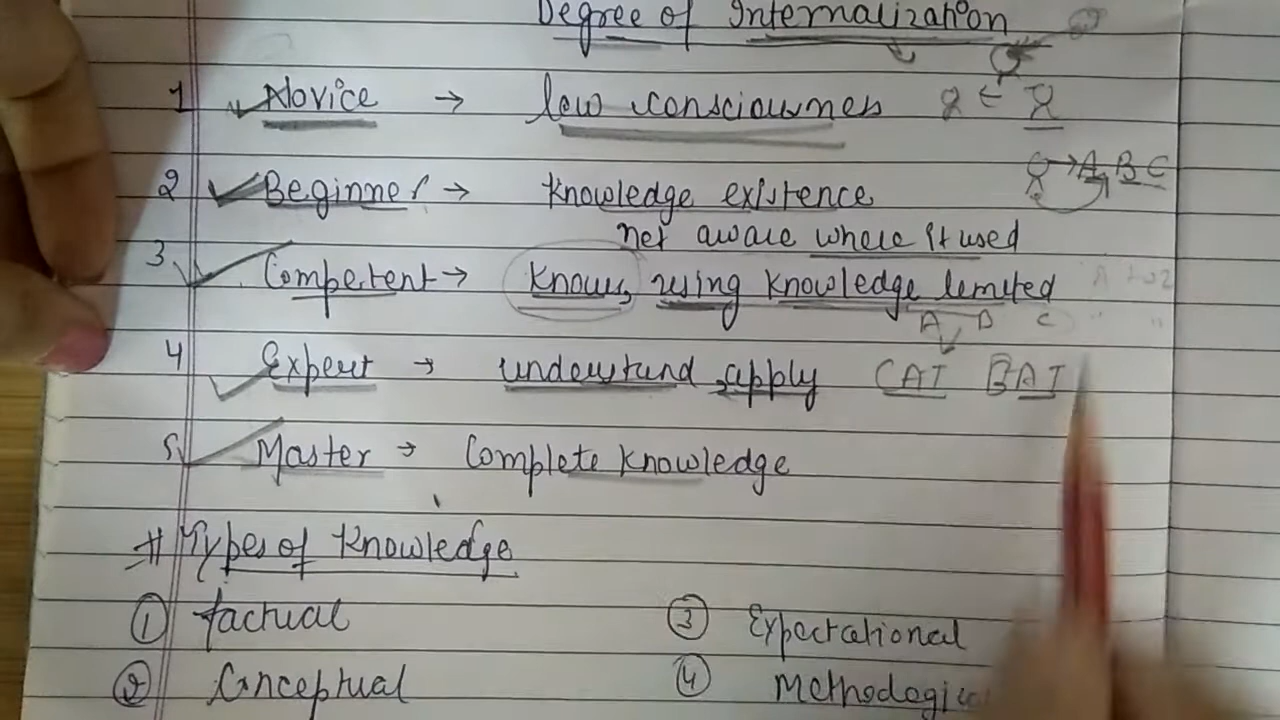 Degree of Internalization
1 Novice → low consciousness
2 Beginner → knowledge existence A B C
not aware where it used
3 Competent → knows, using knowledge limited
A B C
4 Expert → understand, apply CAT BAT
5 Master → Complete knowledge
# Types of knowledge
① factual ③ Expectational
② Conceptual ④ Methodogic